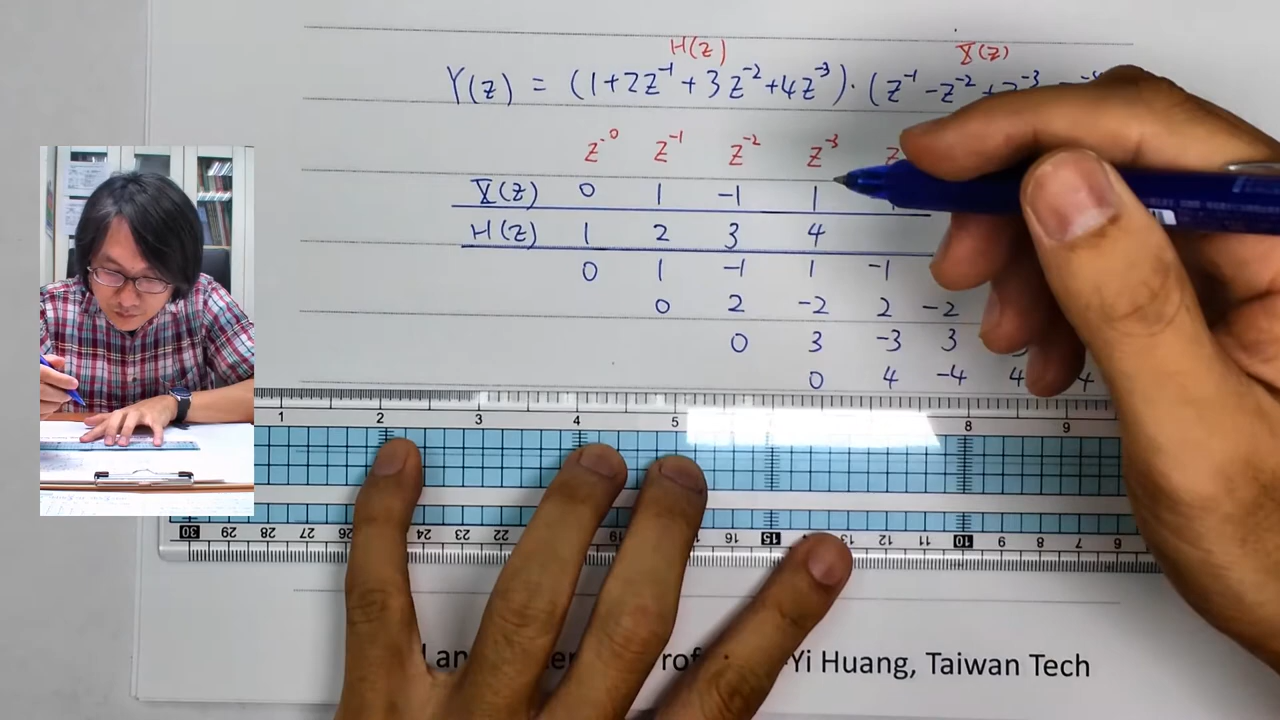 H(z) X(z)
Y(z) = (1+2z⁻¹+3z⁻²+4z⁻³)·(z⁻¹-z⁻²+z⁻³
z⁻⁰ z⁻¹ z⁻² z⁻³ z
X(z) 0 1 -1 1
H(z) 1 2 3 4
0 1 -1 1 -1
0 2 -2 2 -2
0 3 -3 3
0 4 -4 4 4
1 2 3 4 5 8 9
30 29 28 27 26 24 23 22 19 16 15 13 12 11 10 9 8 7 6
Yi Huang, Taiwan Tech